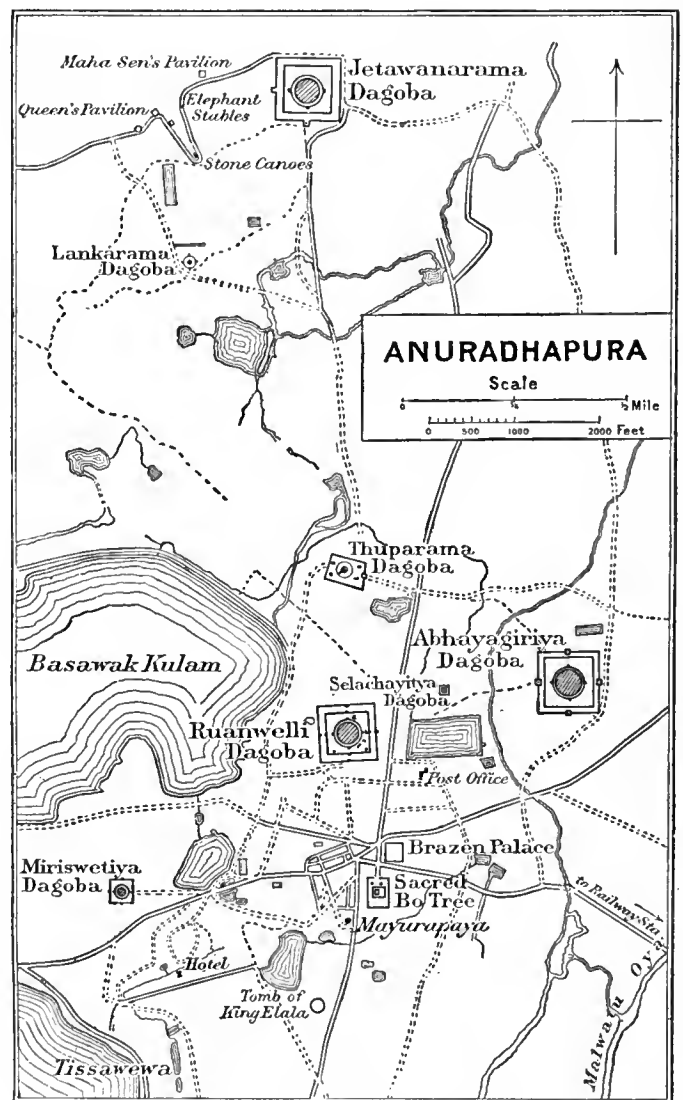 Maha Sen's Pavilion
Jetawanarama
Dagoba
Elephant
Stables
Queen's Pavilion
Stone Canoes
Lankarama
Dagoba
ANURADHAPURA
Scale
0 ¼ ½ Mile
0 500 1000 2000 Feet
Thuparama
Dagoba
Abhayagiriya
Dagoba
Basawak Kulam
Selachayitya
Dagoba
Ruanwelli
Dagoba
Post Office
Brazen Palace
Miriswetiya
Dagoba
Sacred
Bo Tree
to Railway Sta.
Mayurapaya
Hotel
Tomb of
King Elala
Malwatu Oya
Tissawewa